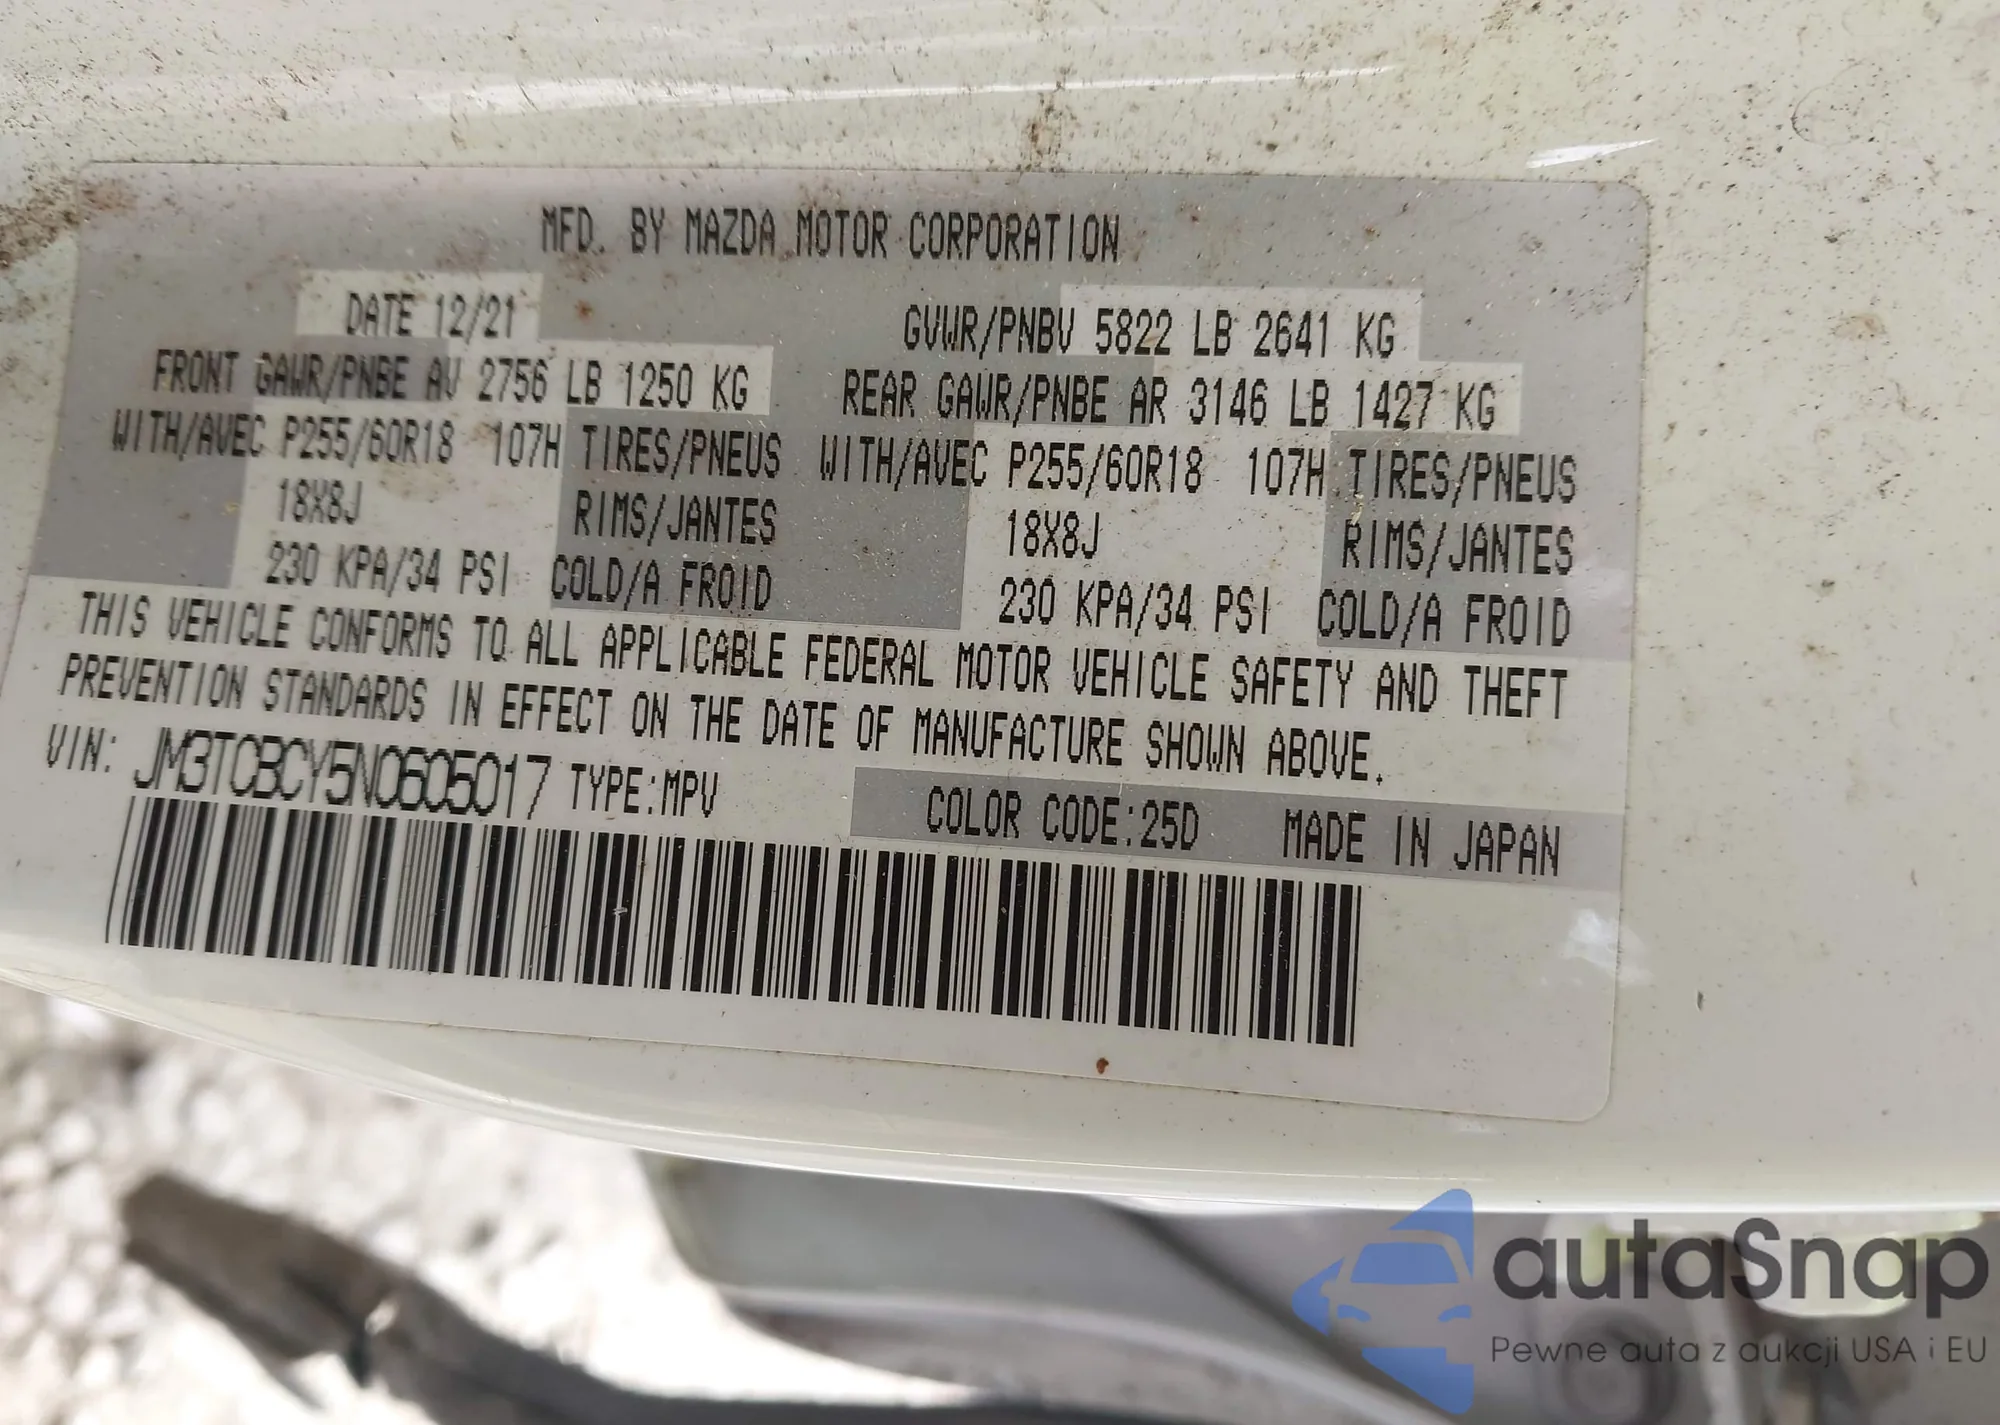 MFD. BY MAZDA MOTOR CORPORATION
DATE 12/21 GVWR/PNBV 5822 LB 2641 KG
FRONT GAWR/PNBE AV 2756 LB 1250 KG REAR GAWR/PNBE AR 3146 LB 1427 KG
WITH/AVEC P255/60R18 107H TIRES/PNEUS WITH/AVEC P255/60R18 107H TIRES/PNEUS
18X8J RIMS/JANTES 18X8J RIMS/JANTES
230 KPA/34 PSI COLD/A FROID 230 KPA/34 PSI COLD/A FROID
THIS VEHICLE CONFORMS TO ALL APPLICABLE FEDERAL MOTOR VEHICLE SAFETY AND THEFT
PREVENTION STANDARDS IN EFFECT ON THE DATE OF MANUFACTURE SHOWN ABOVE.
VIN: JM3TCBCY5N0605017 TYPE:MPV COLOR CODE:25D MADE IN JAPAN
autaSnap
Pewne auta z aukcji USA i EU